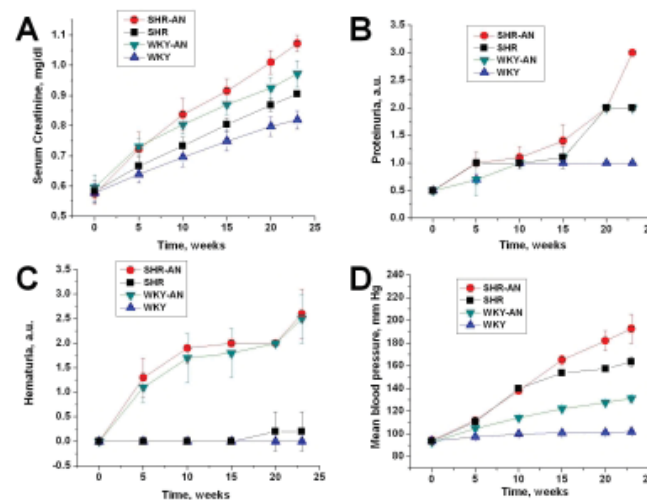 A
SHR-AN
SHR
WKY-AN
WKY
Serum Creatinine, mg/dl
1.1
1.0
0.9
0.8
0.7
0.6
0.5
0 5 10 15 20 25
Time, weeks
B
SHR-AN
SHR
WKY-AN
WKY
Proteinuria, a.u.
3.5
3.0
2.5
2.0
1.5
1.0
0.5
0.0
0 5 10 15 20 25
Time, weeks
C
SHR-AN
SHR
WKY-AN
WKY
Hematuria, a.u.
3.5
3.0
2.5
2.0
1.5
1.0
0.5
0.0
-0.5
0 5 10 15 20 25
Time, weeks
D
SHR-AN
SHR
WKY-AN
WKY
Mean blood pressure, mm Hg
240
220
200
180
160
140
120
100
80
0 5 10 15 20 25
Time, weeks